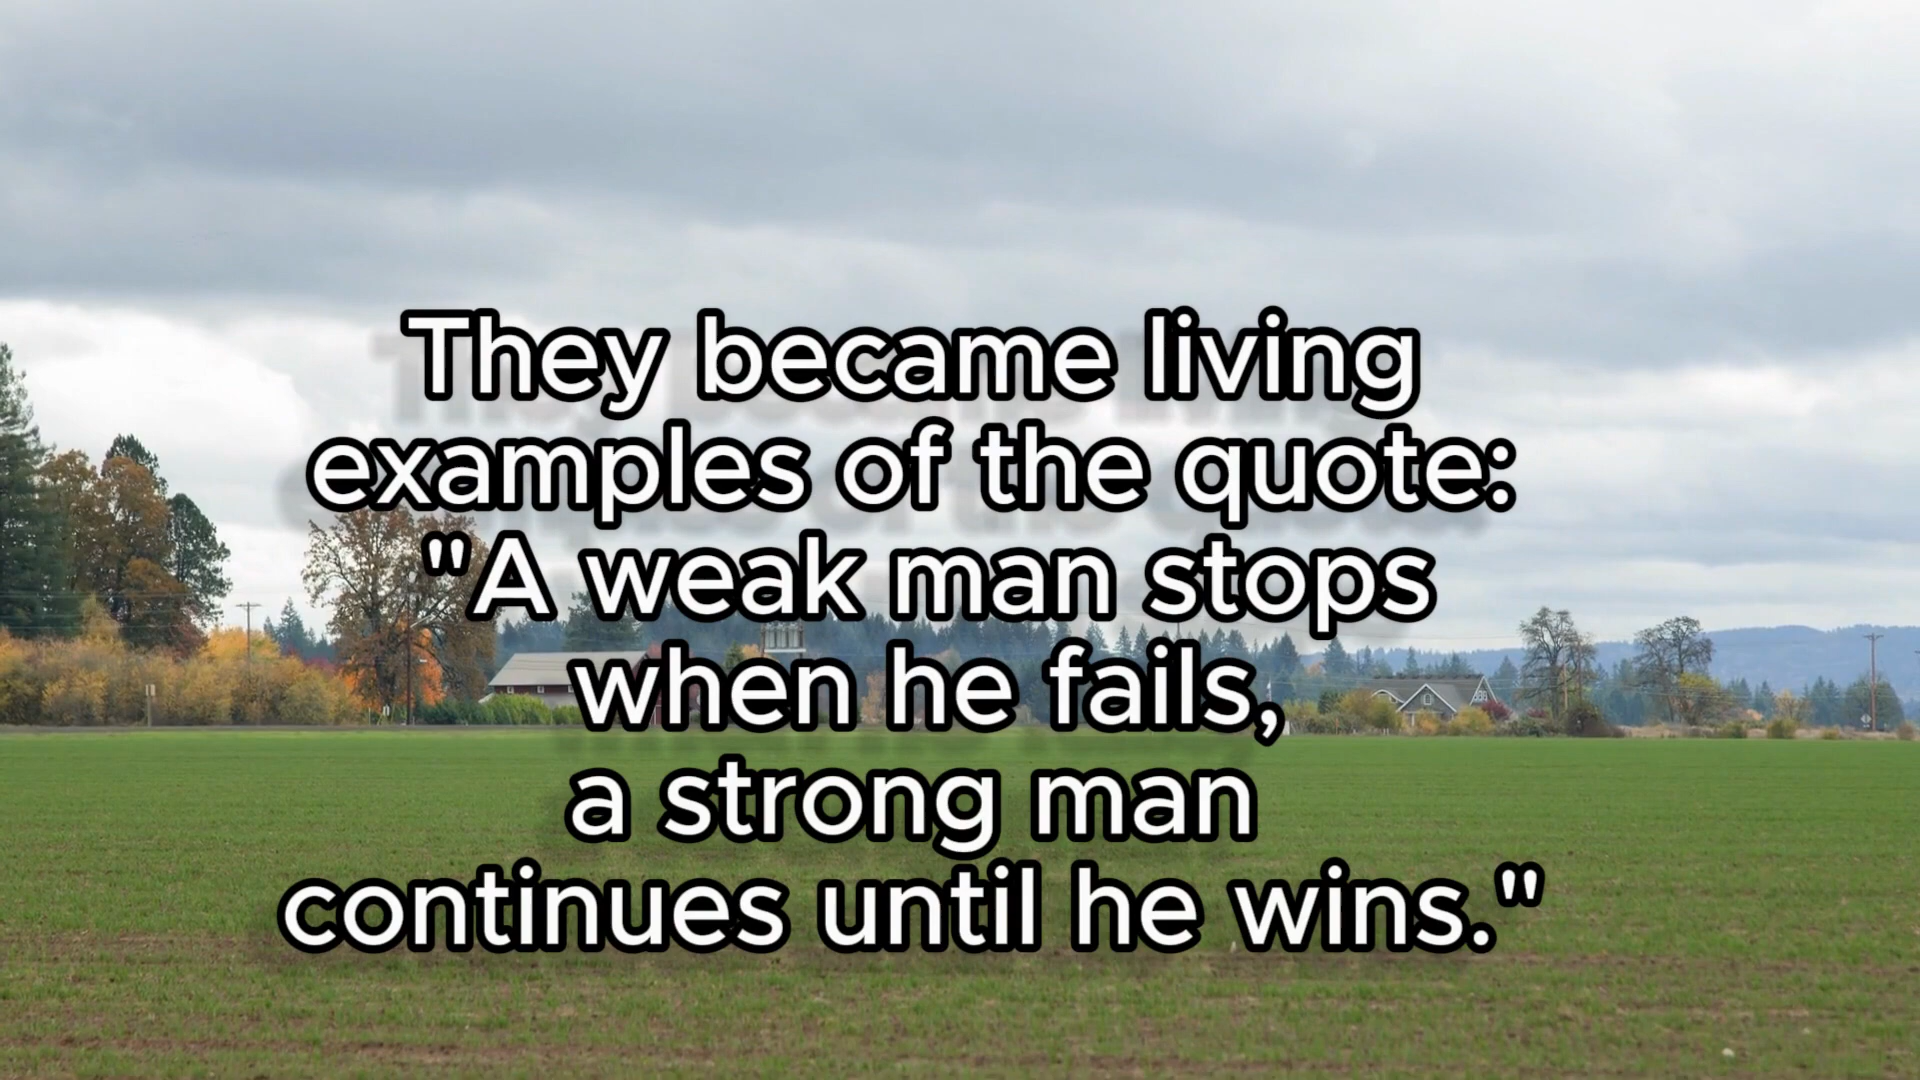 They became living
examples of the quote:
"A weak man stops
when he fails,
a strong man
continues until he wins."